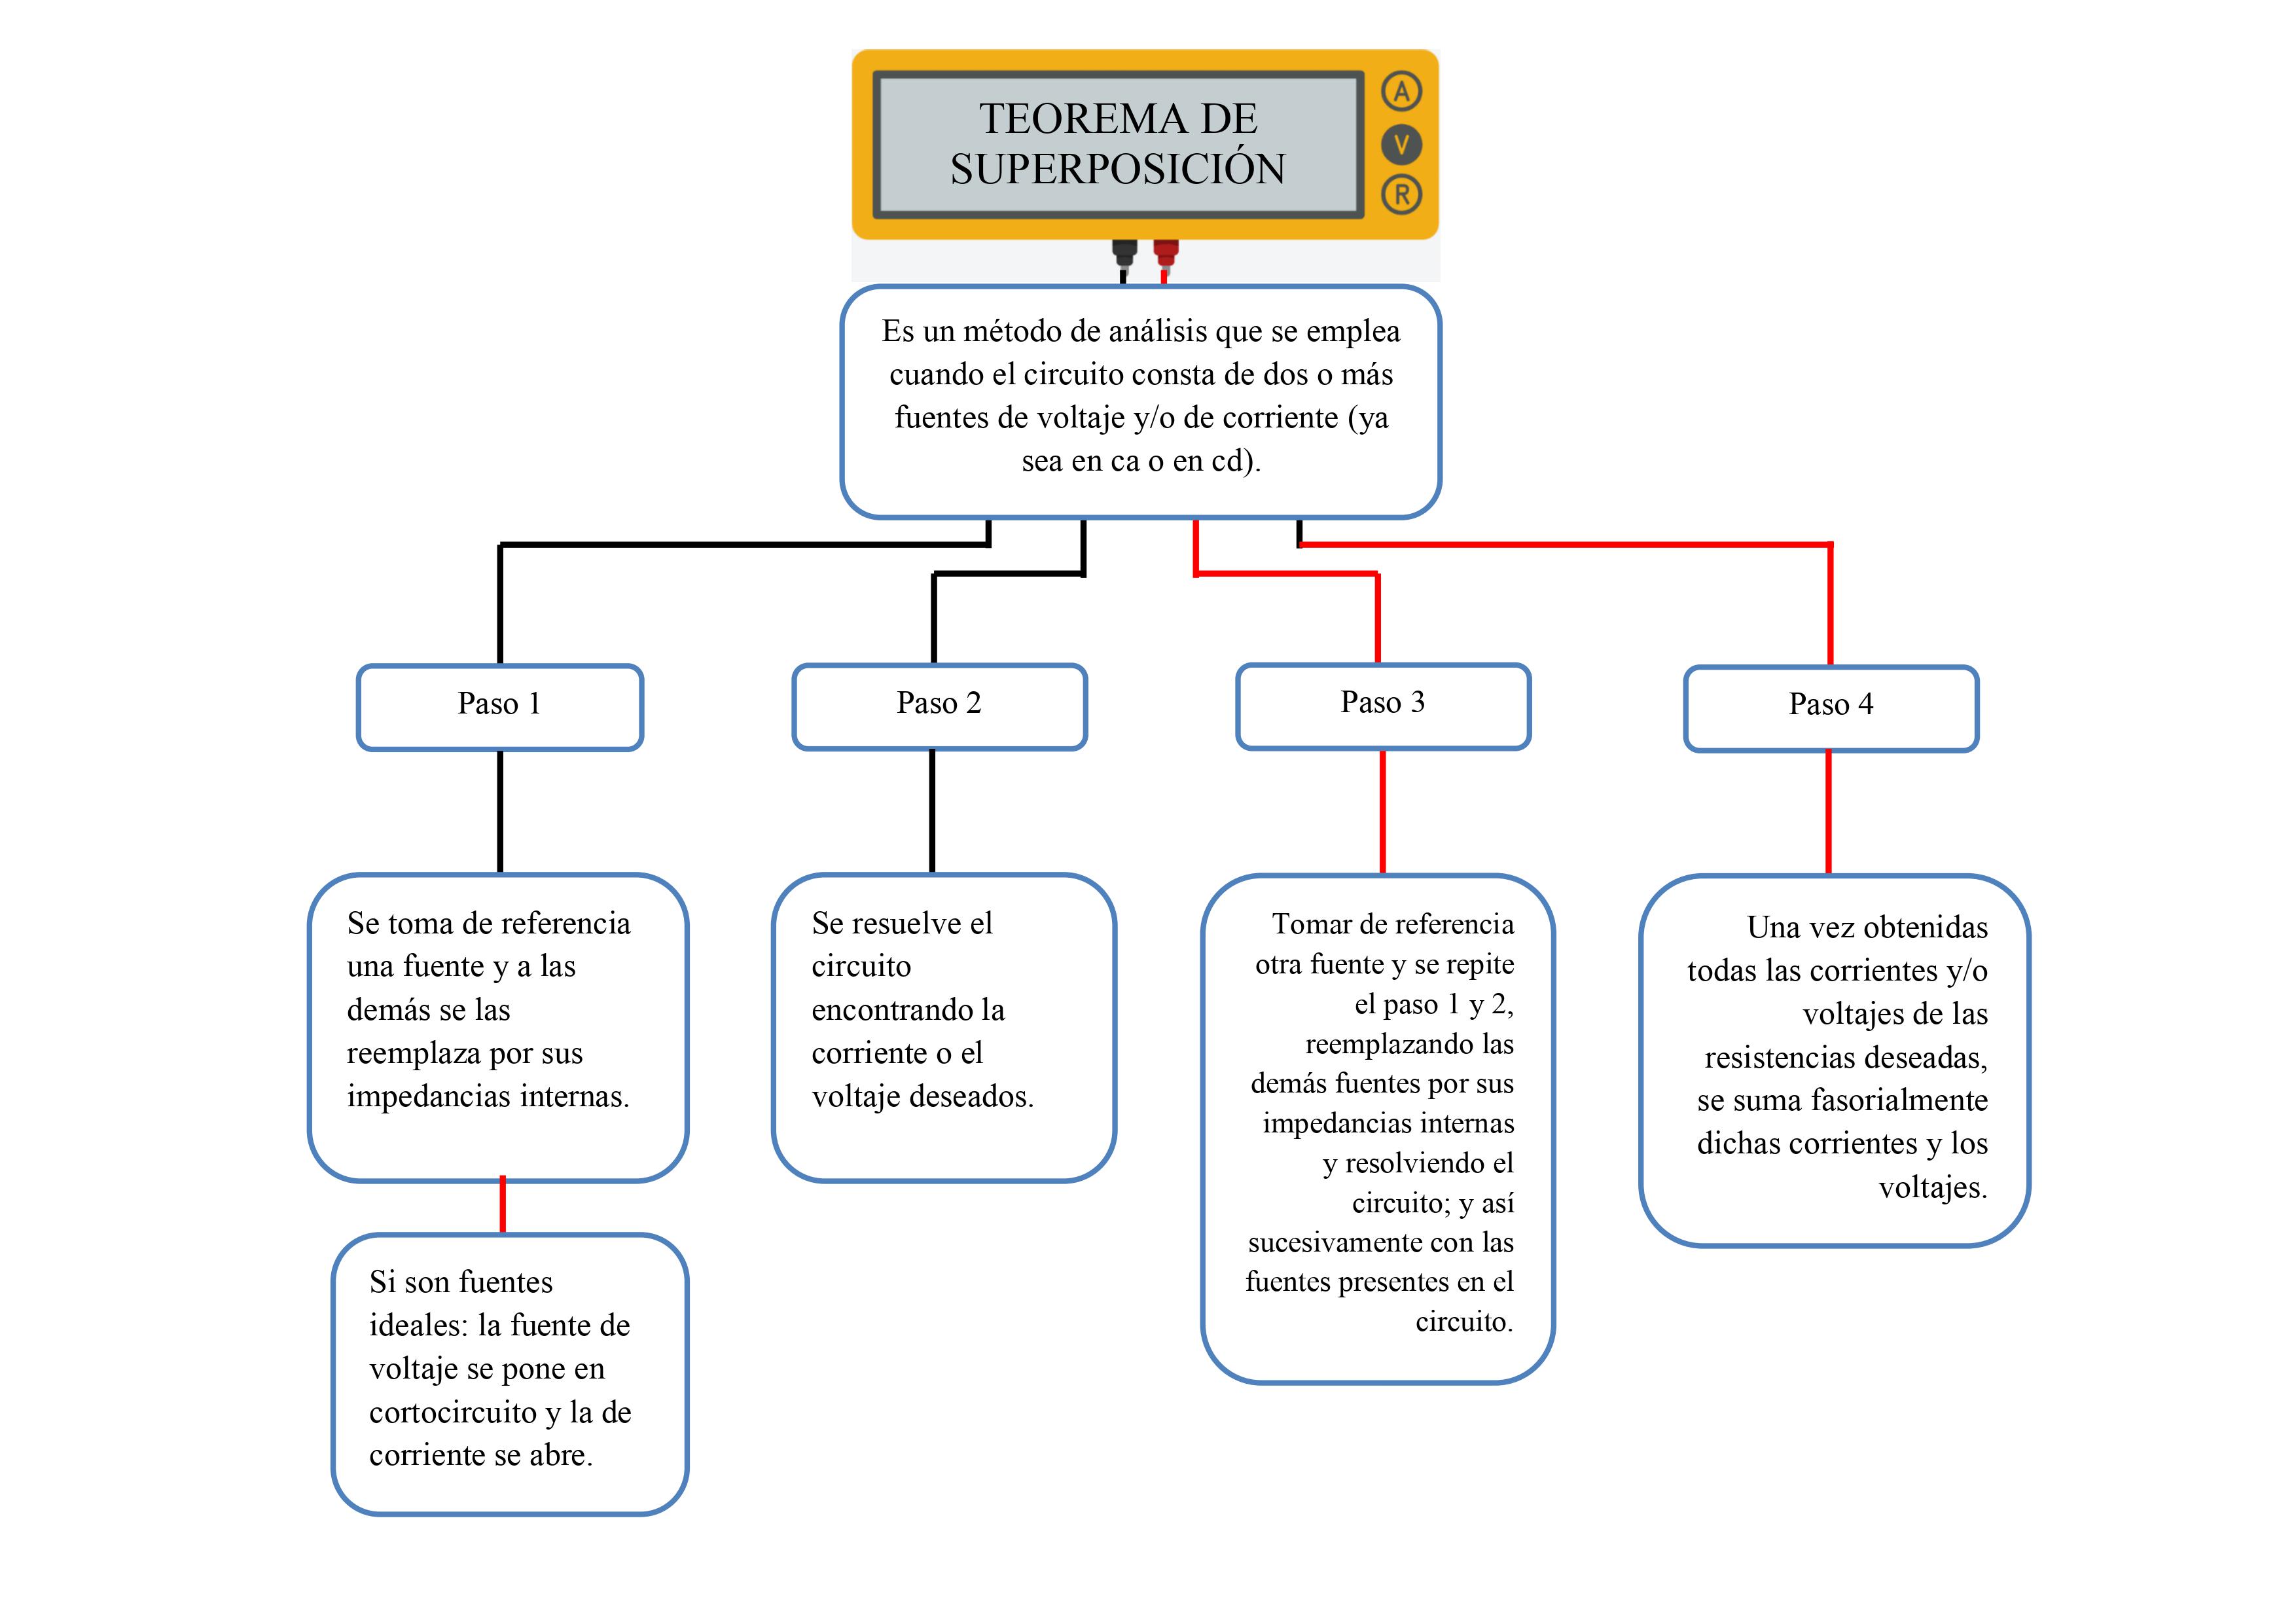 TEOREMA DE
SUPERPOSICIÓN
A
V
R
Es un método de análisis que se emplea
cuando el circuito consta de dos o más
fuentes de voltaje y/o de corriente (ya
sea en ca o en cd).
Paso 1
Paso 2
Paso 3
Paso 4
Se toma de referencia
una fuente y a las
demás se las
reemplaza por sus
impedancias internas.
Si son fuentes
ideales: la fuente de
voltaje se pone en
cortocircuito y la de
corriente se abre.
Se resuelve el
circuito
encontrando la
corriente o el
voltaje deseados.
Tomar de referencia
otra fuente y se repite
el paso 1 y 2,
reemplazando las
demás fuentes por sus
impedancias internas
y resolviendo el
circuito; y así
sucesivamente con las
fuentes presentes en el
circuito.
Una vez obtenidas
todas las corrientes y/o
voltajes de las
resistencias deseadas,
se suma fasorialmente
dichas corrientes y los
voltajes.